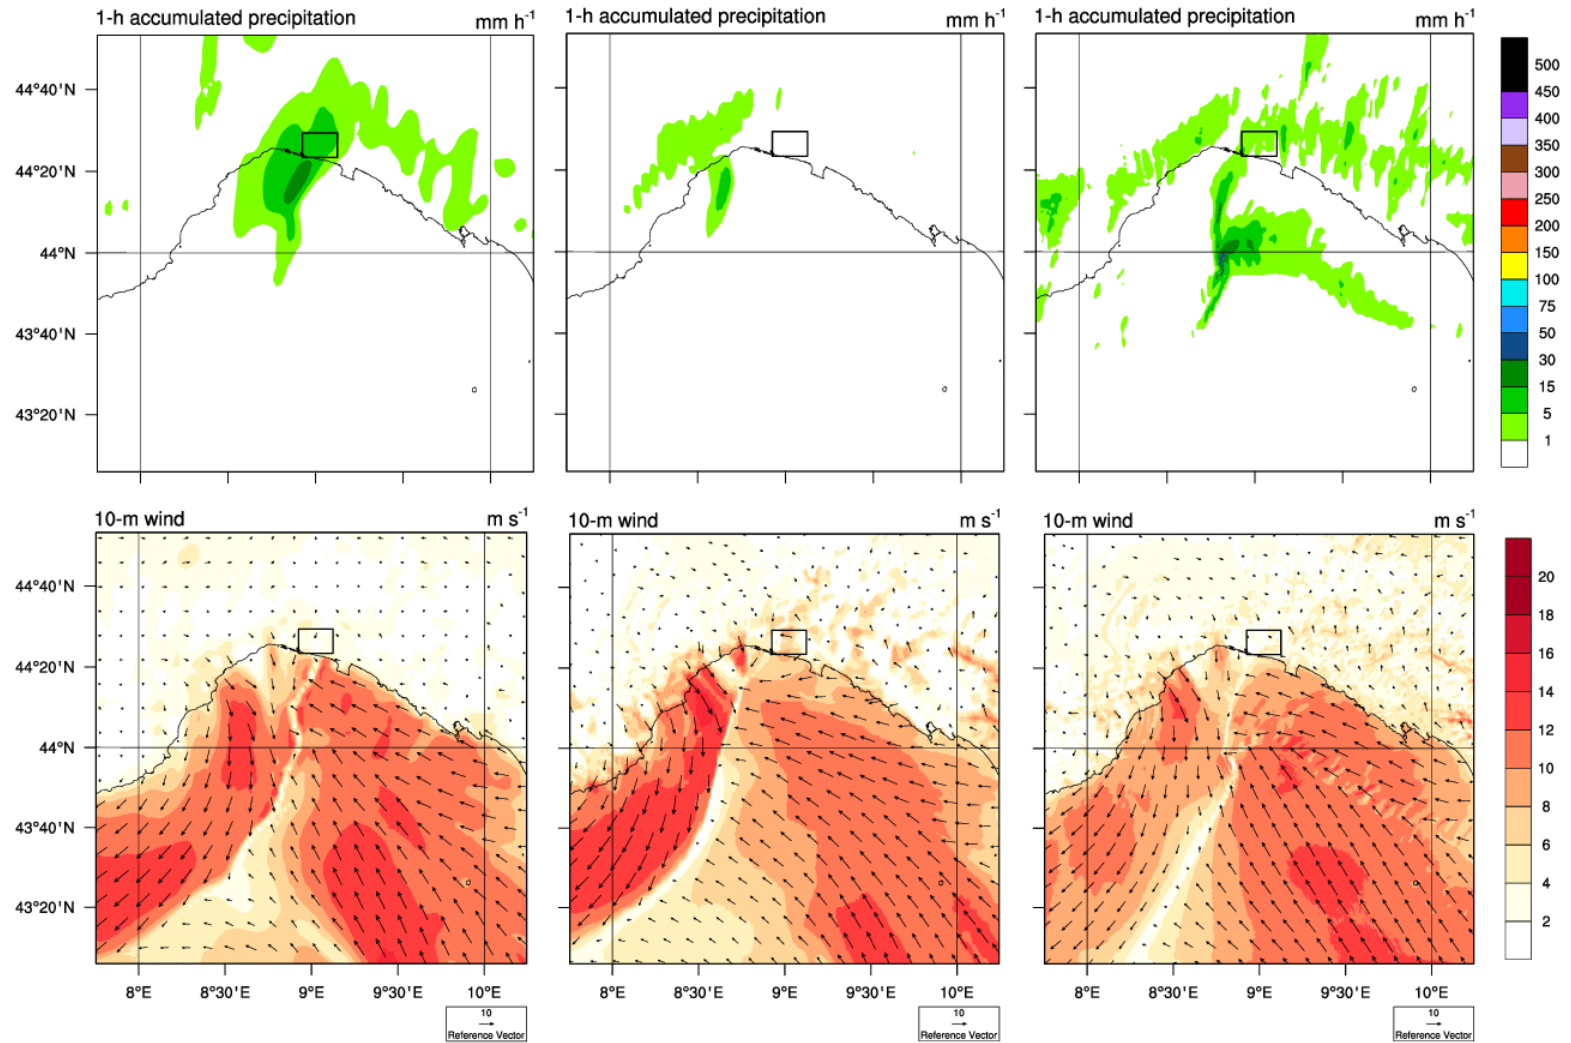 1-h accumulated precipitation mm h-1
1-h accumulated precipitation mm h-1
1-h accumulated precipitation mm h-1
44°40'N
44°20'N
44°N
43°40'N
43°20'N
500
450
400
350
300
250
200
150
100
75
50
30
15
5
1
10-m wind m s-1
10-m wind m s-1
10-m wind m s-1
44°40'N
44°20'N
44°N
43°40'N
43°20'N
20
18
16
14
12
10
8
6
4
2
8°E 8°30'E 9°E 9°30'E 10°E
8°E 8°30'E 9°E 9°30'E 10°E
8°E 8°30'E 9°E 9°30'E 10°E
10
Reference Vector
10
Reference Vector
10
Reference Vector